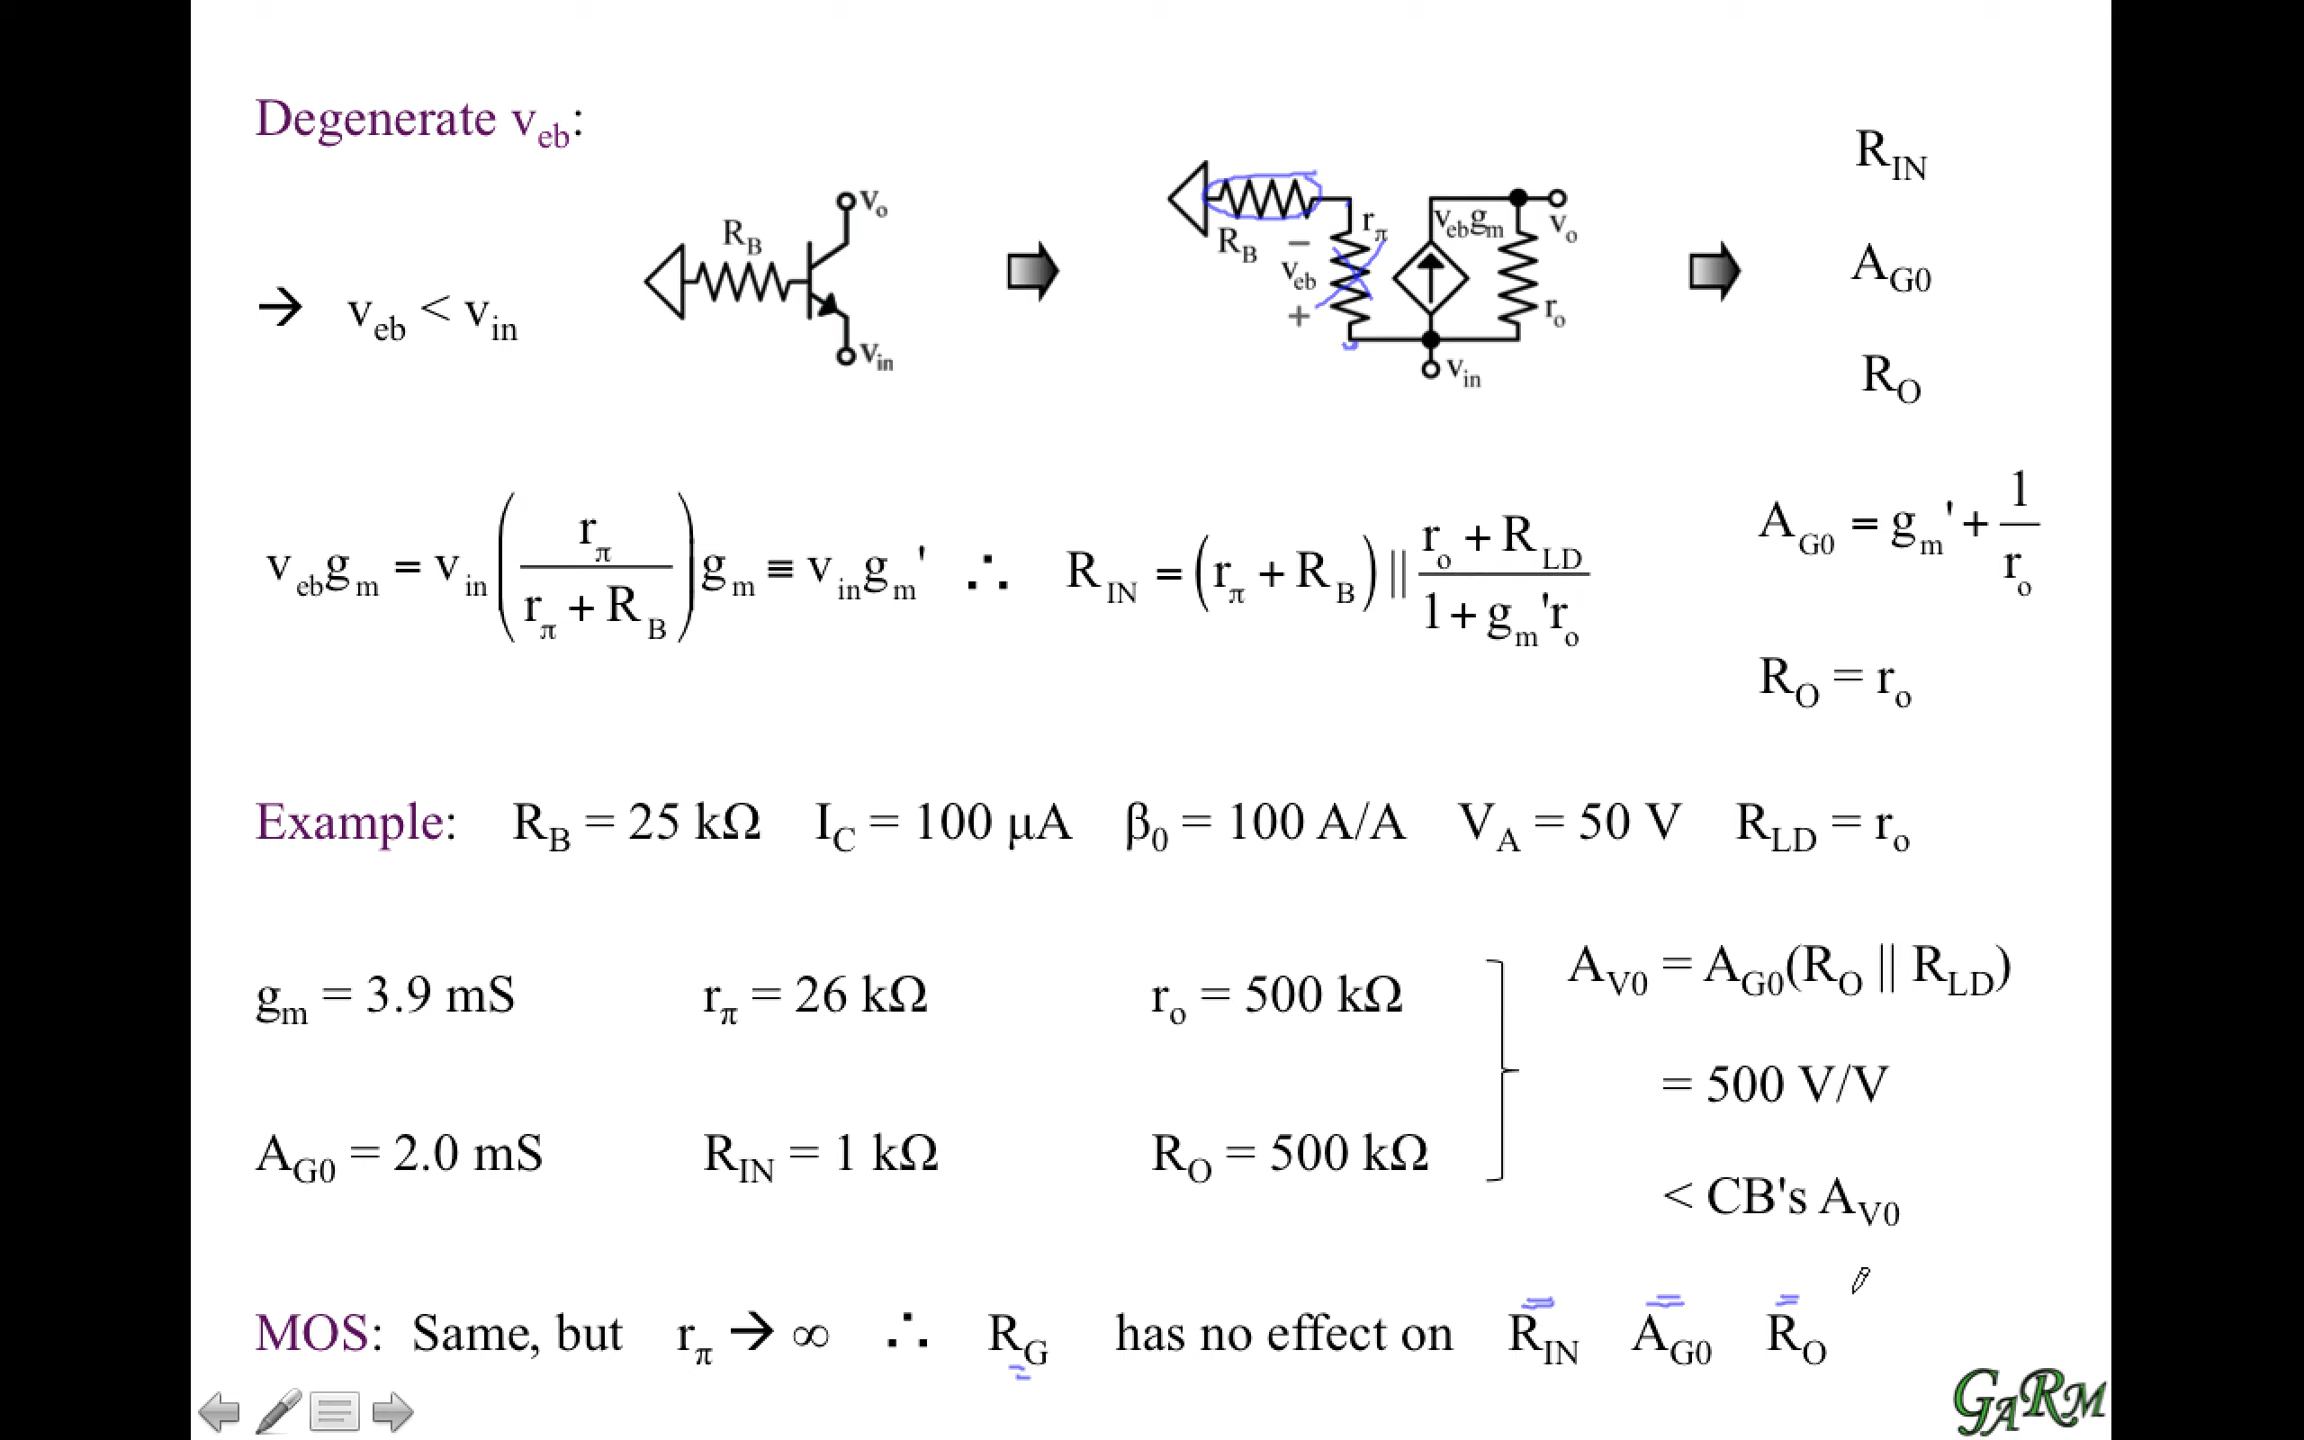 Degenerate v_eb:
→ v_eb < v_in
R_B v_o v_in
R_B r_π − v_eb + v_eb g_m v_o r_o v_in
R_IN
A_G0
R_O
v_eb g_m = v_in (r_π / (r_π + R_B)) g_m ≡ v_in g_m' ∴ R_IN = (r_π + R_B) || (r_o + R_LD) / (1 + g_m' r_o)
A_G0 = g_m' + 1 / r_o
R_O = r_o
Example: R_B = 25 kΩ I_C = 100 μA β_0 = 100 A/A V_A = 50 V R_LD = r_o
g_m = 3.9 mS r_π = 26 kΩ r_o = 500 kΩ
A_G0 = 2.0 mS R_IN = 1 kΩ R_O = 500 kΩ
A_V0 = A_G0(R_O || R_LD)
= 500 V/V
< CB's A_V0
MOS: Same, but r_π → ∞ ∴ R_G has no effect on R_IN A_G0 R_O
GARM